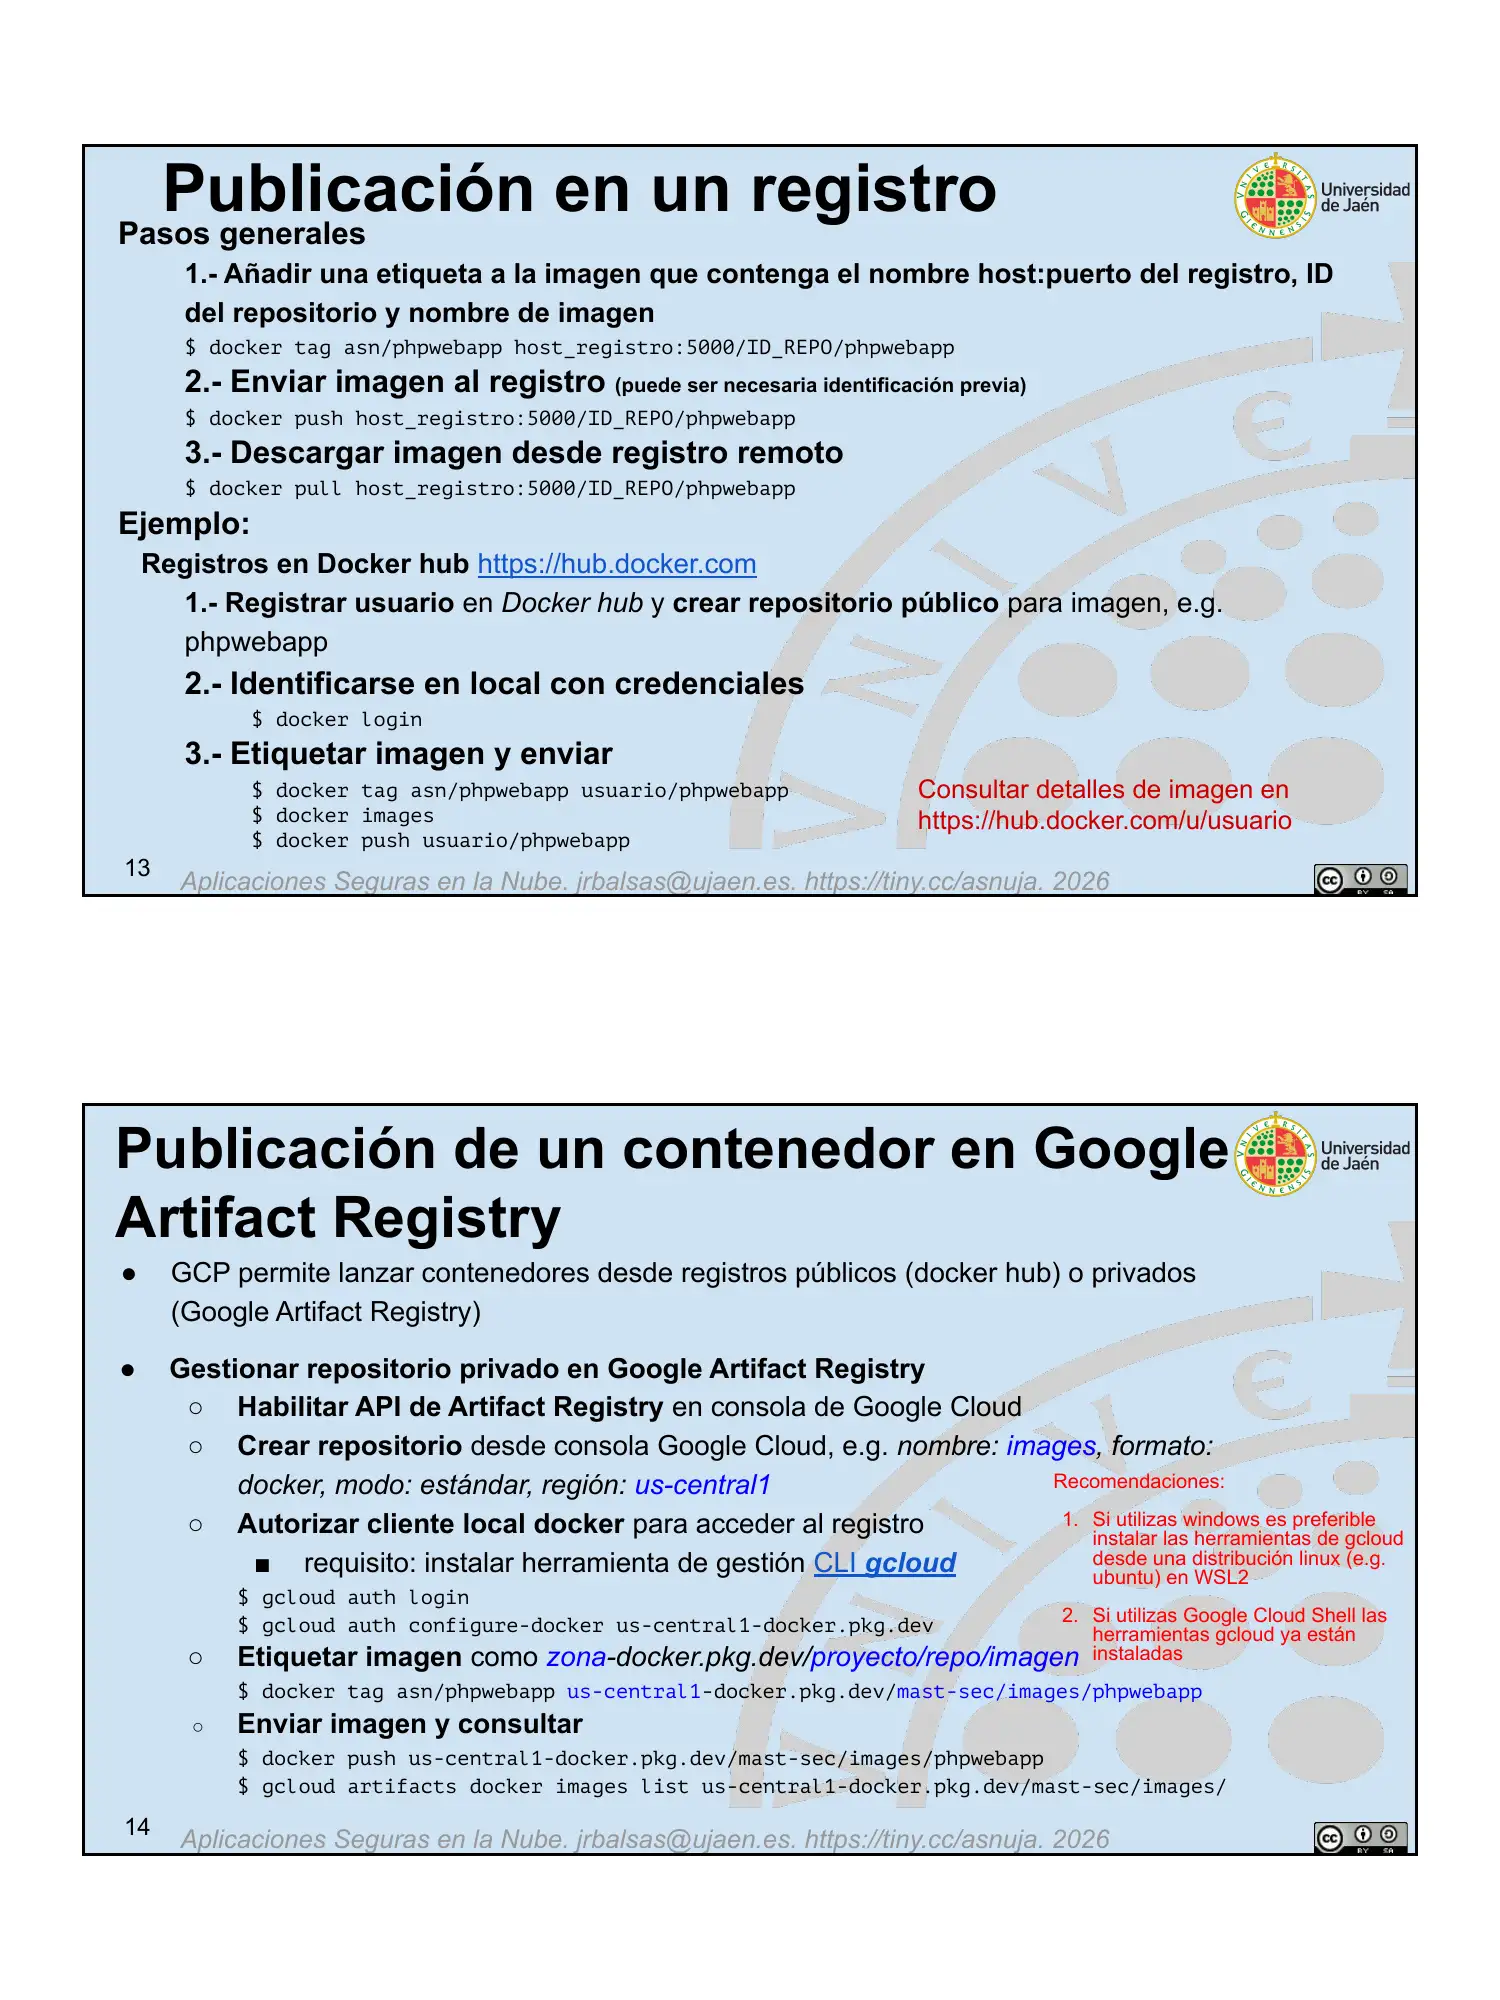 Publicación en un registro
Universidad
de Jaén
Pasos generales
1.- Añadir una etiqueta a la imagen que contenga el nombre host:puerto del registro, ID
del repositorio y nombre de imagen
$ docker tag asn/phpwebapp host_registro:5000/ID_REPO/phpwebapp
2.- Enviar imagen al registro (puede ser necesaria identificación previa)
$ docker push host_registro:5000/ID_REPO/phpwebapp
3.- Descargar imagen desde registro remoto
$ docker pull host_registro:5000/ID_REPO/phpwebapp
Ejemplo:
Registros en Docker hub https://hub.docker.com
1.- Registrar usuario en Docker hub y crear repositorio público para imagen, e.g.
phpwebapp
2.- Identificarse en local con credenciales
$ docker login
3.- Etiquetar imagen y enviar
$ docker tag asn/phpwebapp usuario/phpwebapp
$ docker images
$ docker push usuario/phpwebapp
Consultar detalles de imagen en
https://hub.docker.com/u/usuario
13
Aplicaciones Seguras en la Nube. jrbalsas@ujaen.es. https://tiny.cc/asnuja. 2026
cc BY SA
Publicación de un contenedor en Google
Artifact Registry
Universidad
de Jaén
● GCP permite lanzar contenedores desde registros públicos (docker hub) o privados
(Google Artifact Registry)
● Gestionar repositorio privado en Google Artifact Registry
○ Habilitar API de Artifact Registry en consola de Google Cloud
○ Crear repositorio desde consola Google Cloud, e.g. nombre: images, formato:
docker, modo: estándar, región: us-central1
○ Autorizar cliente local docker para acceder al registro
■ requisito: instalar herramienta de gestión CLI gcloud
$ gcloud auth login
$ gcloud auth configure-docker us-central1-docker.pkg.dev
○ Etiquetar imagen como zona-docker.pkg.dev/proyecto/repo/imagen
$ docker tag asn/phpwebapp us-central1-docker.pkg.dev/mast-sec/images/phpwebapp
○ Enviar imagen y consultar
$ docker push us-central1-docker.pkg.dev/mast-sec/images/phpwebapp
$ gcloud artifacts docker images list us-central1-docker.pkg.dev/mast-sec/images/
Recomendaciones:
1. Si utilizas windows es preferible
instalar las herramientas de gcloud
desde una distribución linux (e.g.
ubuntu) en WSL2
2. Si utilizas Google Cloud Shell las
herramientas gcloud ya están
instaladas
14
Aplicaciones Seguras en la Nube. jrbalsas@ujaen.es. https://tiny.cc/asnuja. 2026
cc BY SA